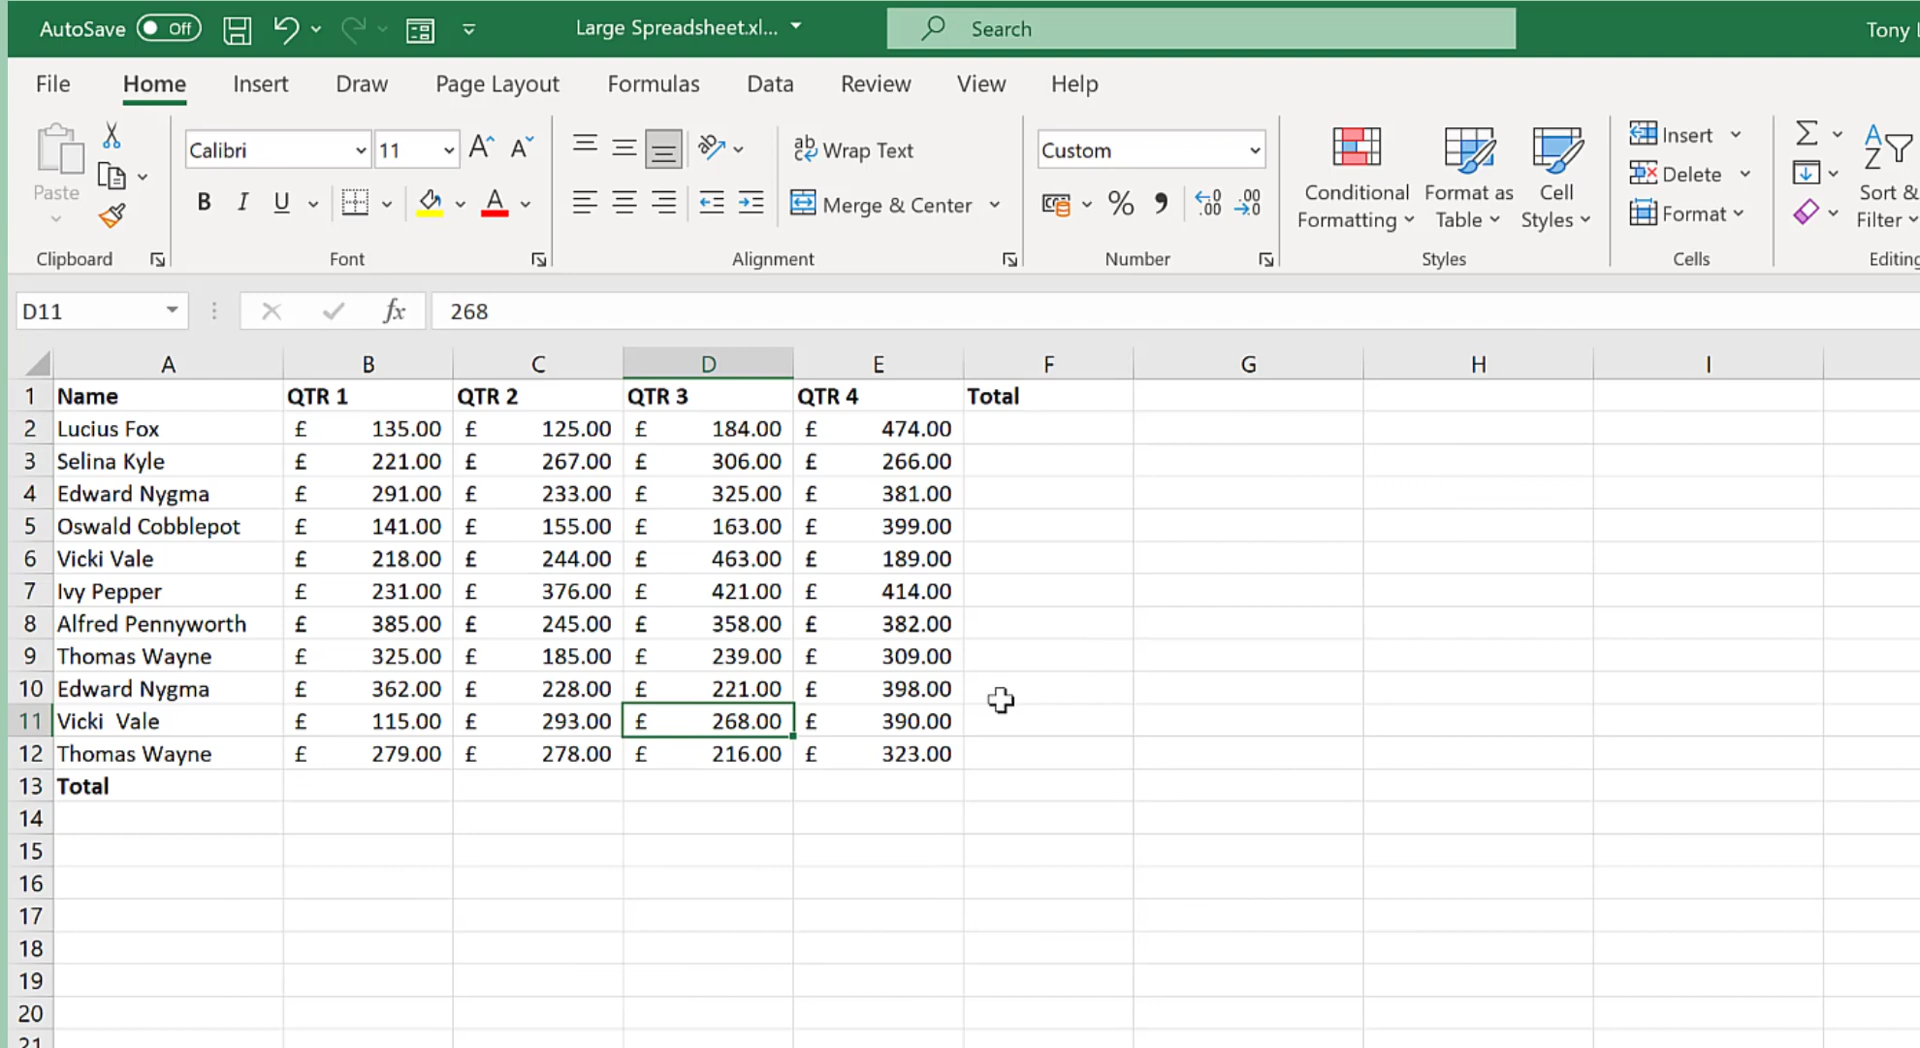 AutoSave Off Large Spreadsheet.xl... Search Tony
File Home Insert Draw Page Layout Formulas Data Review View Help
Paste
Clipboard
Calibri 11
B I U
Font
Wrap Text
Merge & Center
Alignment
Custom
% , .00 .00
Number
Conditional Formatting
Format as Table
Cell Styles
Styles
Insert
Delete
Format
Cells
Σ
Sort &
Filter
Editing
D11 fx 268
A B C D E F G H I
1 Name QTR 1 QTR 2 QTR 3 QTR 4 Total
2 Lucius Fox £ 135.00 £ 125.00 £ 184.00 £ 474.00
3 Selina Kyle £ 221.00 £ 267.00 £ 306.00 £ 266.00
4 Edward Nygma £ 291.00 £ 233.00 £ 325.00 £ 381.00
5 Oswald Cobblepot £ 141.00 £ 155.00 £ 163.00 £ 399.00
6 Vicki Vale £ 218.00 £ 244.00 £ 463.00 £ 189.00
7 Ivy Pepper £ 231.00 £ 376.00 £ 421.00 £ 414.00
8 Alfred Pennyworth £ 385.00 £ 245.00 £ 358.00 £ 382.00
9 Thomas Wayne £ 325.00 £ 185.00 £ 239.00 £ 309.00
10 Edward Nygma £ 362.00 £ 228.00 £ 221.00 £ 398.00
11 Vicki  Vale £ 115.00 £ 293.00 £ 268.00 £ 390.00
12 Thomas Wayne £ 279.00 £ 278.00 £ 216.00 £ 323.00
13 Total
14
15
16
17
18
19
20
21